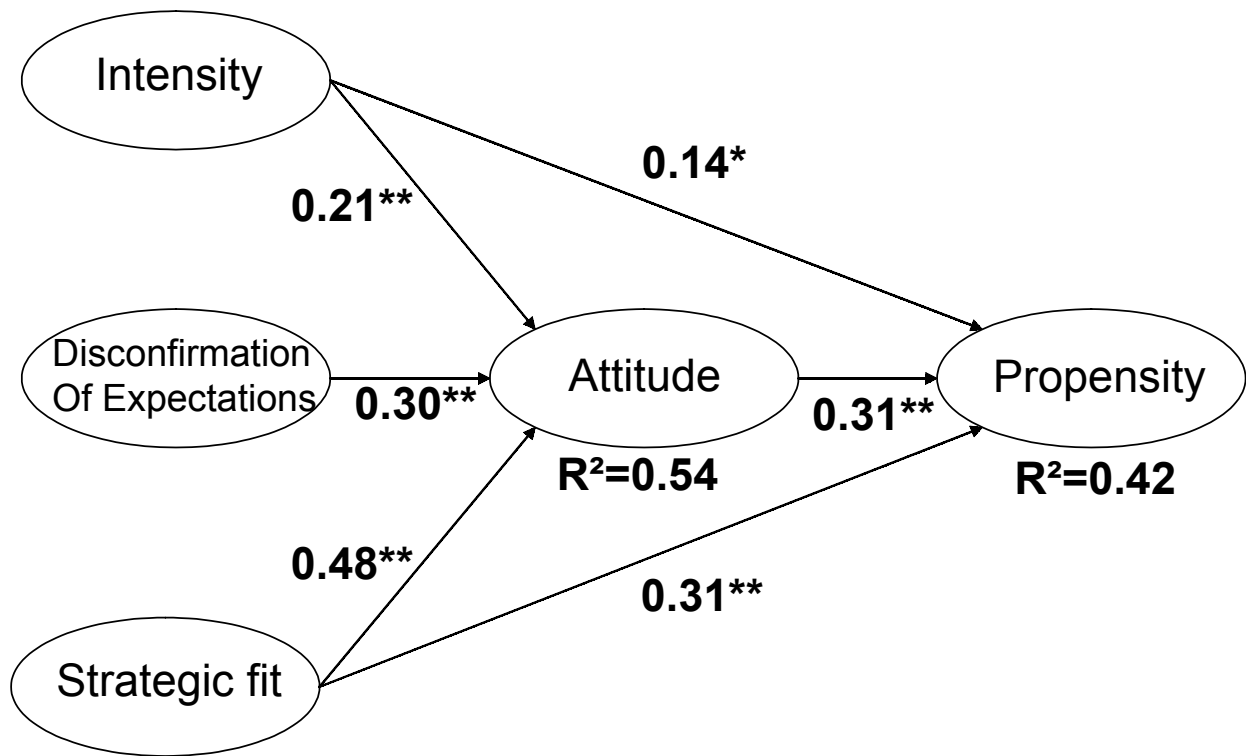 Intensity
0.14*
0.21**
Disconfirmation
Of Expectations
0.30**
Attitude
0.31**
Propensity
R²=0.54
R²=0.42
0.48**
0.31**
Strategic fit